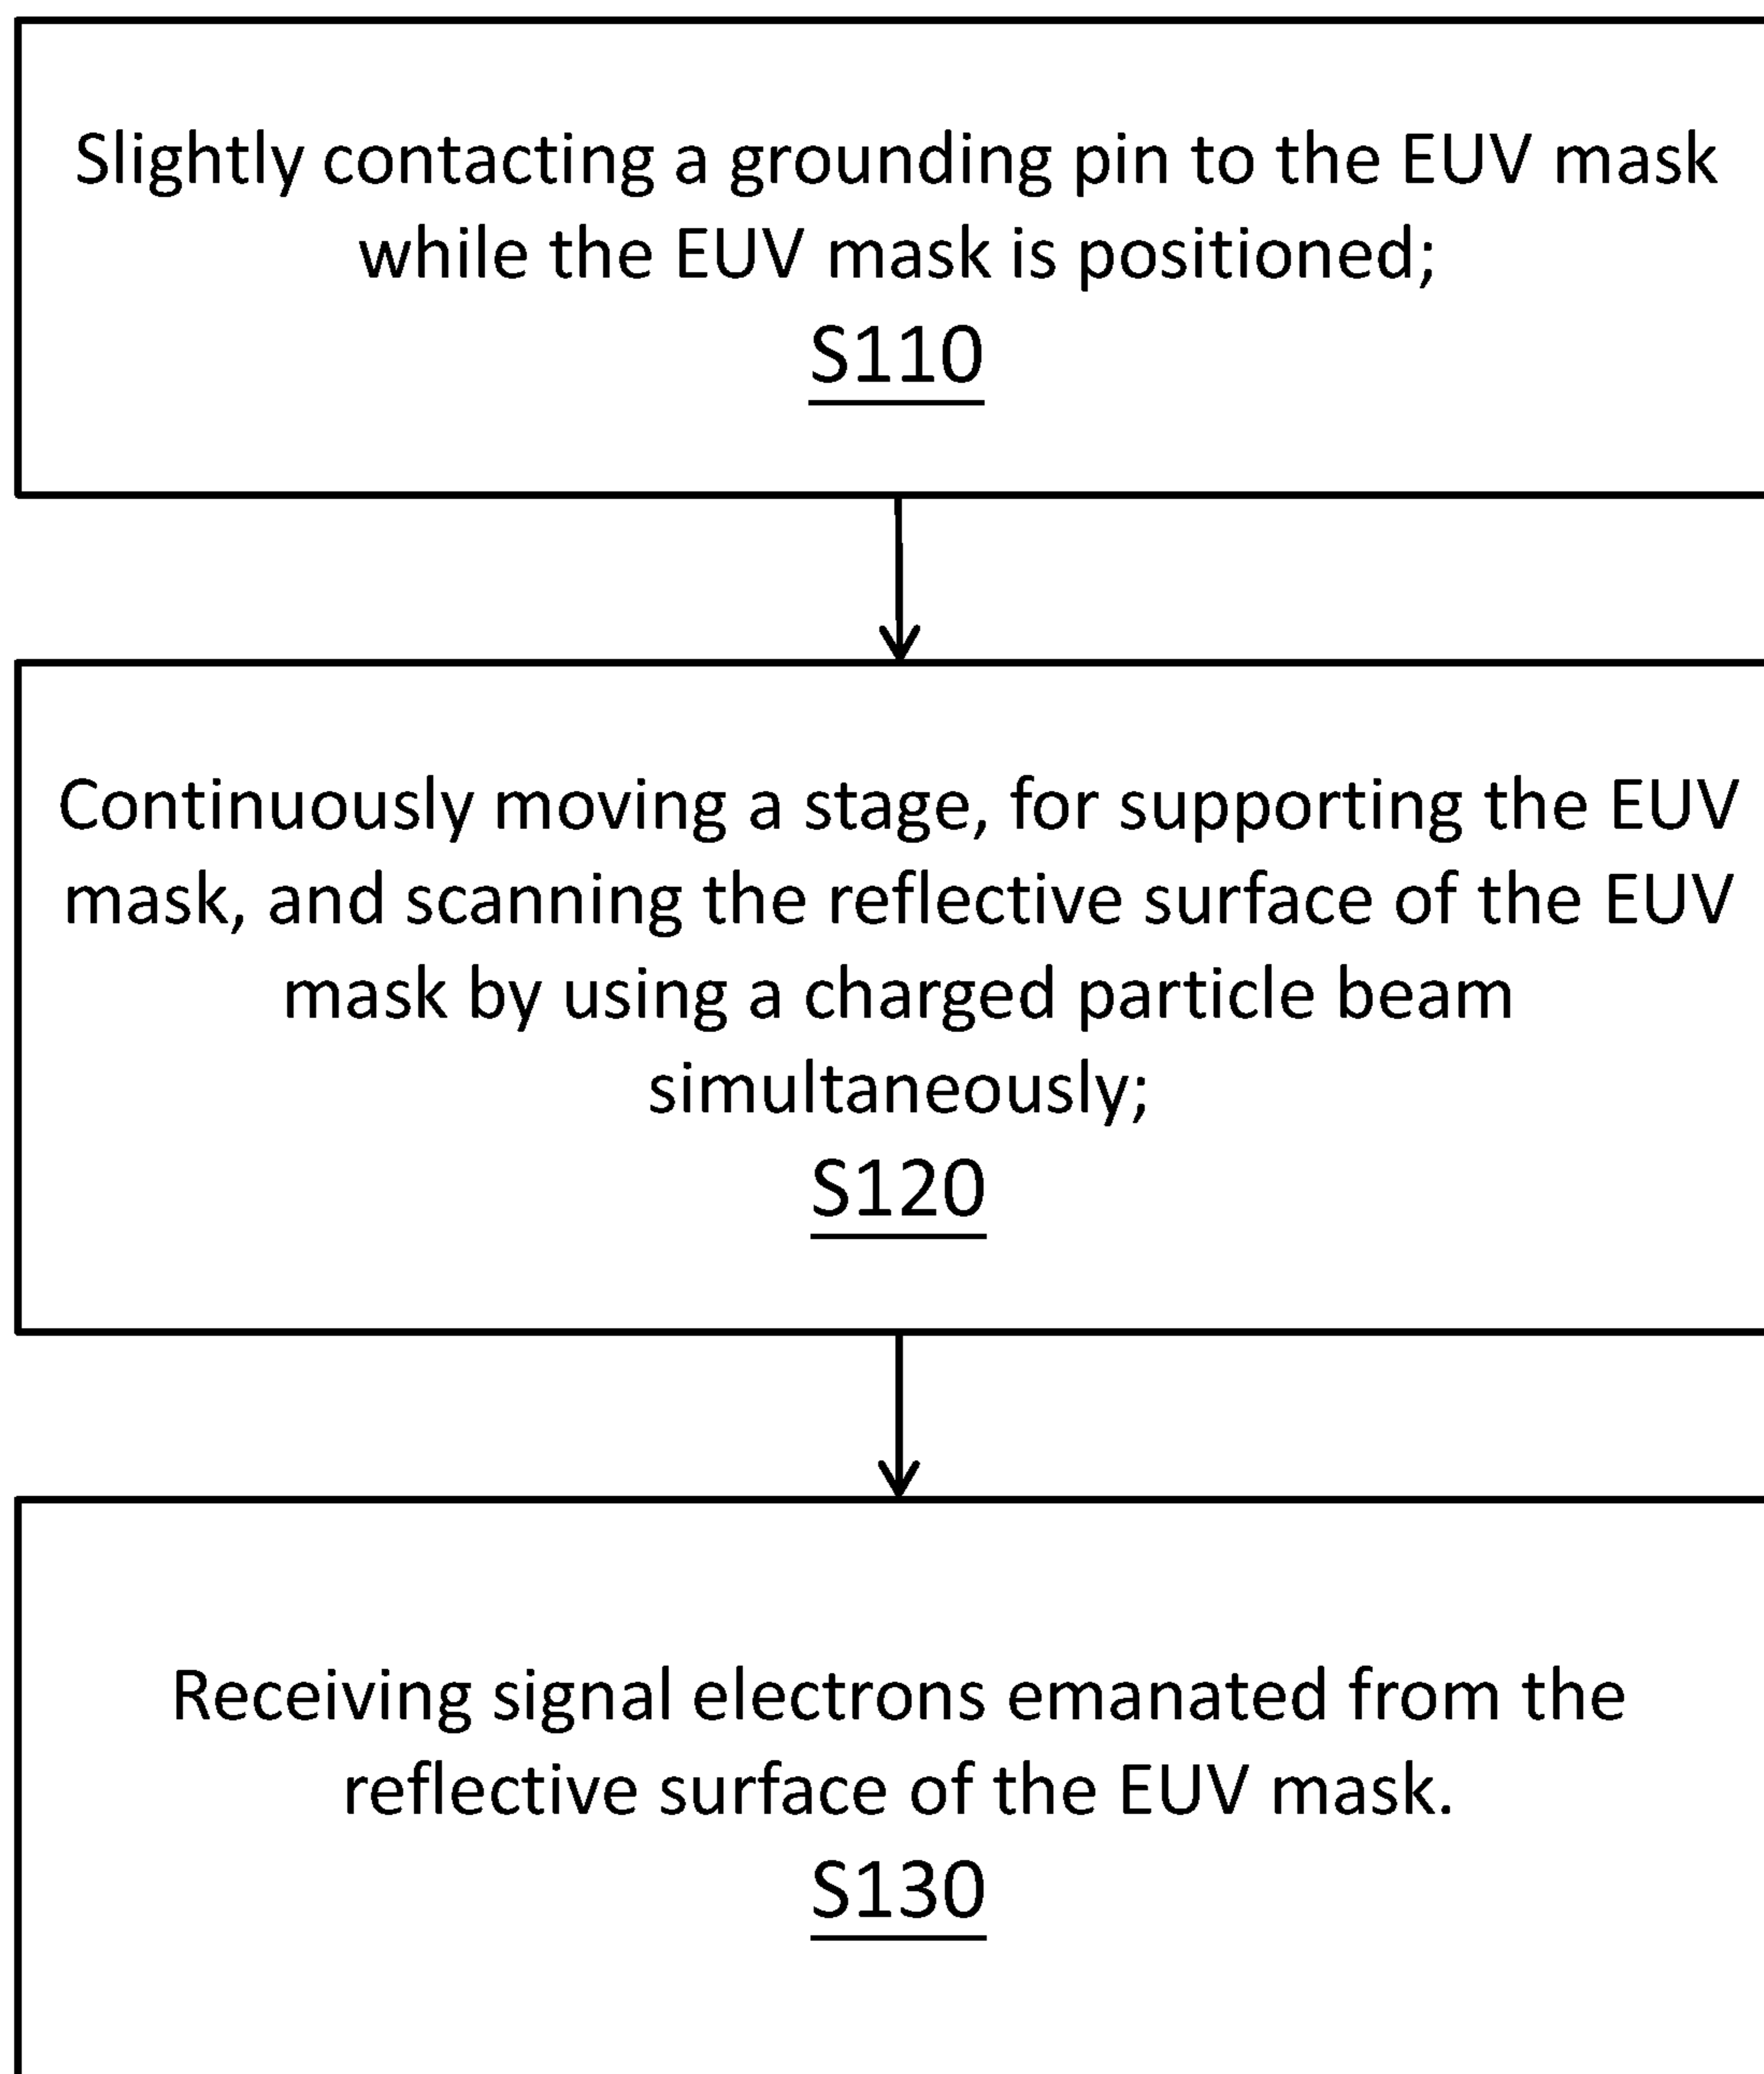 Slightly contacting a grounding pin to the EUV mask
while the EUV mask is positioned;
S110
Continuously moving a stage, for supporting the EUV
mask, and scanning the reflective surface of the EUV
mask by using a charged particle beam
simultaneously;
S120
Receiving signal electrons emanated from the
reflective surface of the EUV mask.
S130